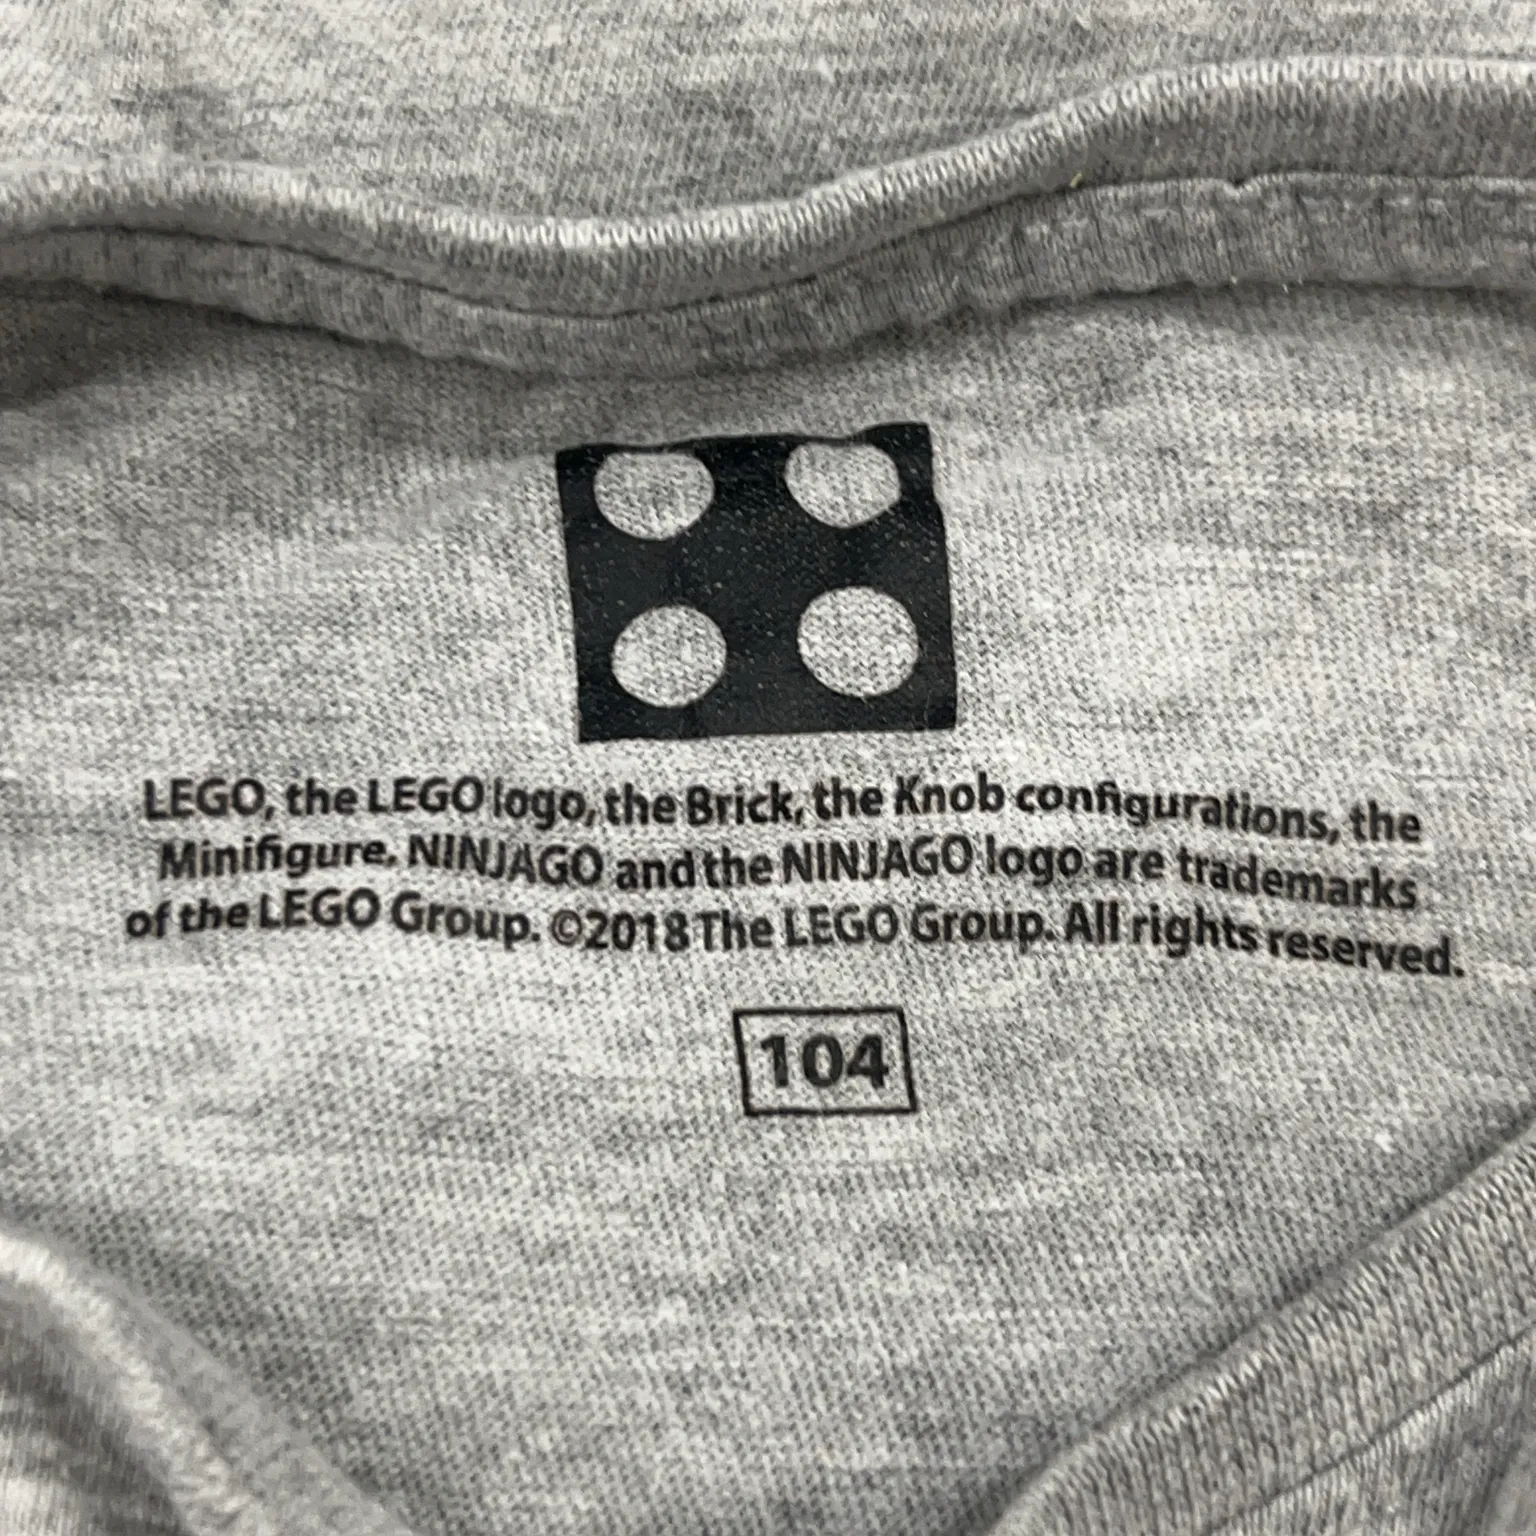 LEGO, the LEGO logo, the Brick, the Knob configurations, the
Minifigure, NINJAGO and the NINJAGO logo are trademarks
of the LEGO Group. ©2018 The LEGO Group. All rights reserved.
104